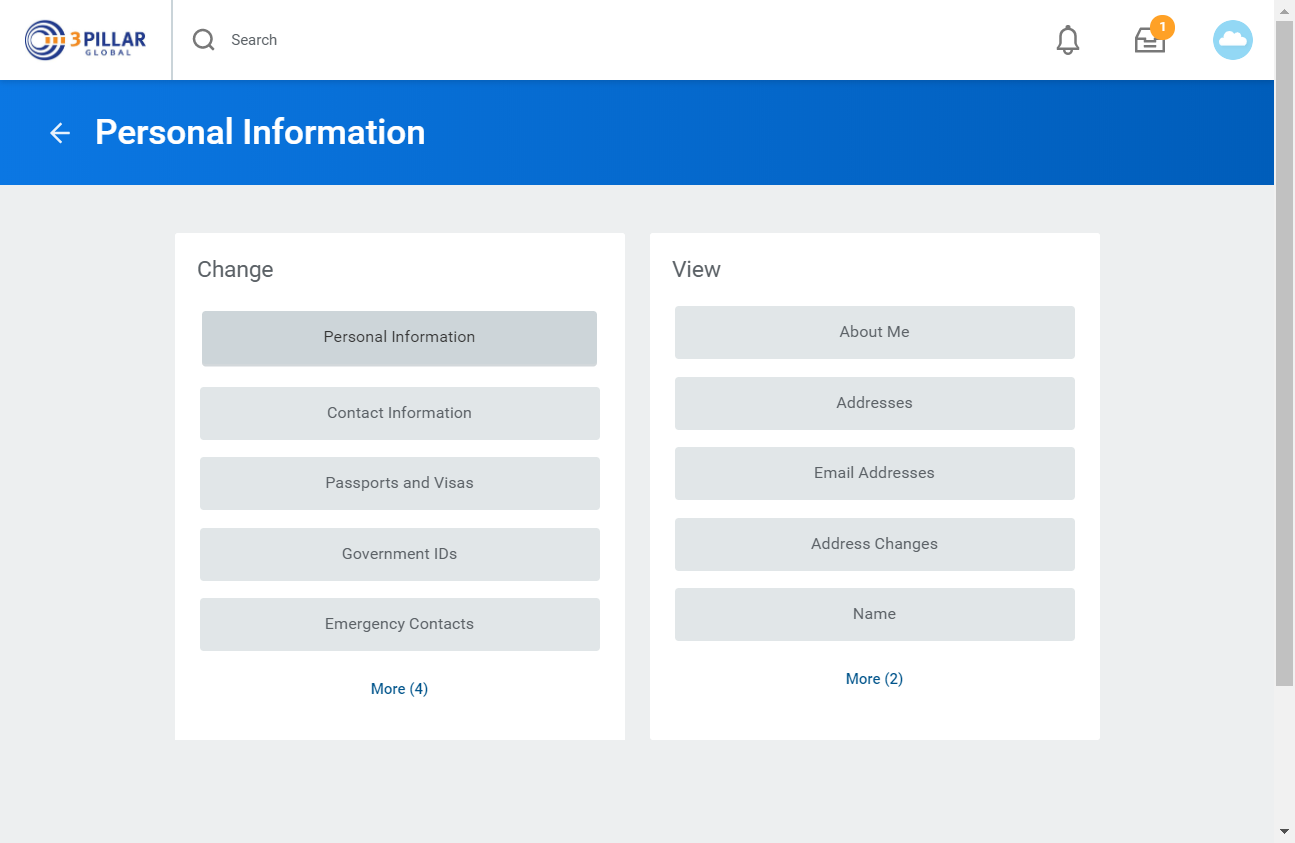 3PILLAR
GLOBAL
Search
1
Personal Information
Change
Personal Information
Contact Information
Passports and Visas
Government IDs
Emergency Contacts
More (4)
View
About Me
Addresses
Email Addresses
Address Changes
Name
More (2)